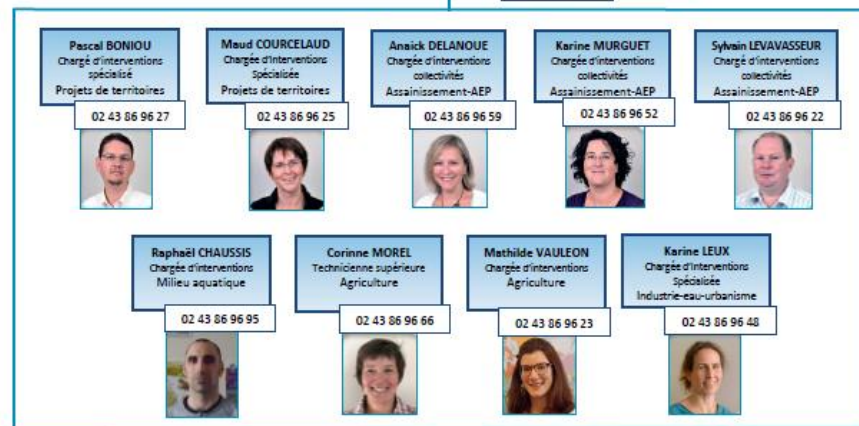 Pascal BONIOU
Chargé d'interventions
spécialisé
Projets de territoires
02 43 86 96 27
Maud COURCELAUD
Chargée d'interventions
Spécialisée
Projets de territoires
02 43 86 96 25
Anaick DELANOUE
Chargée d'interventions
collectivités
Assainissement-AEP
02 43 86 96 59
Karine MURGUET
Chargée d'interventions
collectivités
Assainissement-AEP
02 43 86 96 52
Sylvain LEVAVASSEUR
Chargé d'interventions
collectivités
Assainissement-AEP
02 43 86 96 22
Raphaël CHAUSSIS
Chargée d'interventions
Milieu aquatique
02 43 86 96 95
Corinne MOREL
Technicienne supérieure
Agriculture
02 43 86 96 66
Mathilde VAULEON
Chargée d'interventions
Agriculture
02 43 86 96 23
Karine LEUX
Chargée d'interventions
Spécialisée
Industrie-eau-urbanisme
02 43 86 96 48